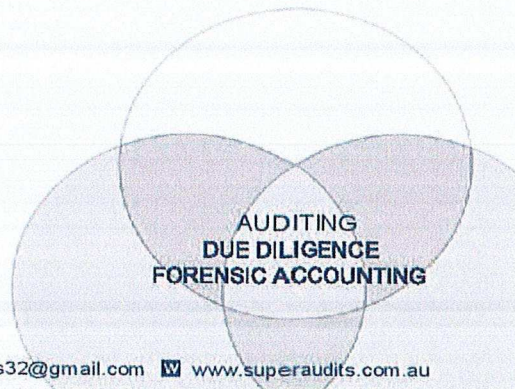 AUDITING
DUE DILIGENCE
FORENSIC ACCOUNTING
s32@gmail.com W www.superaudits.com.au